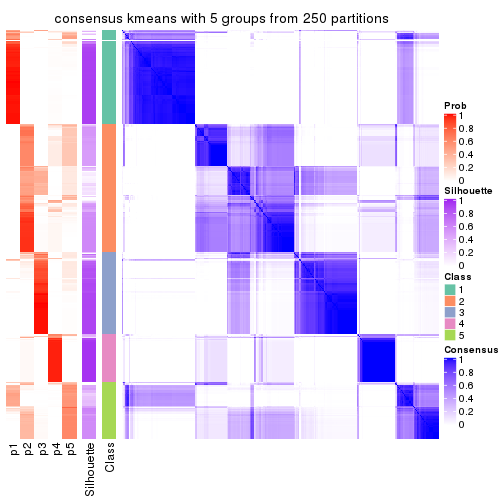 consensus kmeans with 5 groups from 250 partitions
Prob
1
0.8
0.6
0.4
0.2
0
Silhouette
1
0.8
0.6
0.4
0.2
0
Class
1
2
3
4
5
Consensus
1
0.8
0.6
0.4
0.2
0
p1
p2
p3
p4
p5
Silhouette
Class